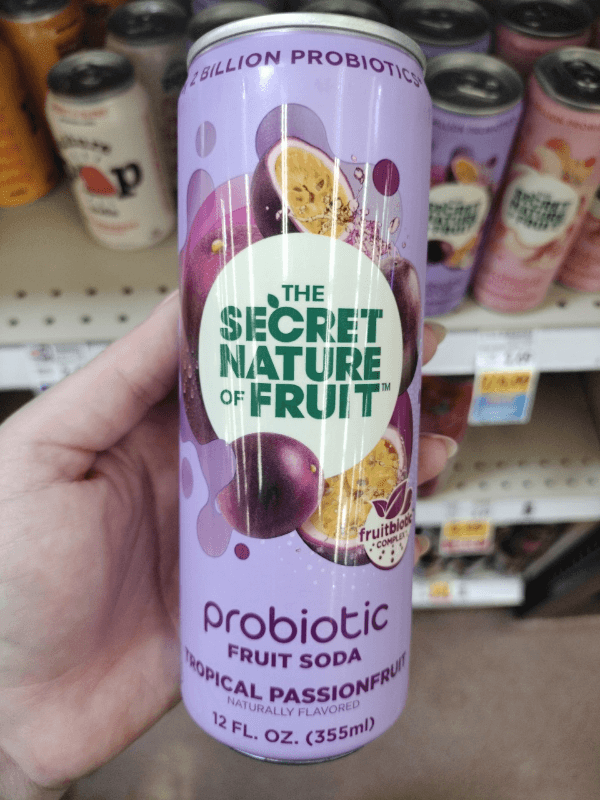 2 BILLION PROBIOTICS*
THE
SECRET
NATURE
OF FRUIT™
fruitbiotic
COMPLEX
probiotic
FRUIT SODA
TROPICAL PASSIONFRUIT
NATURALLY FLAVORED
12 FL. OZ. (355ml)